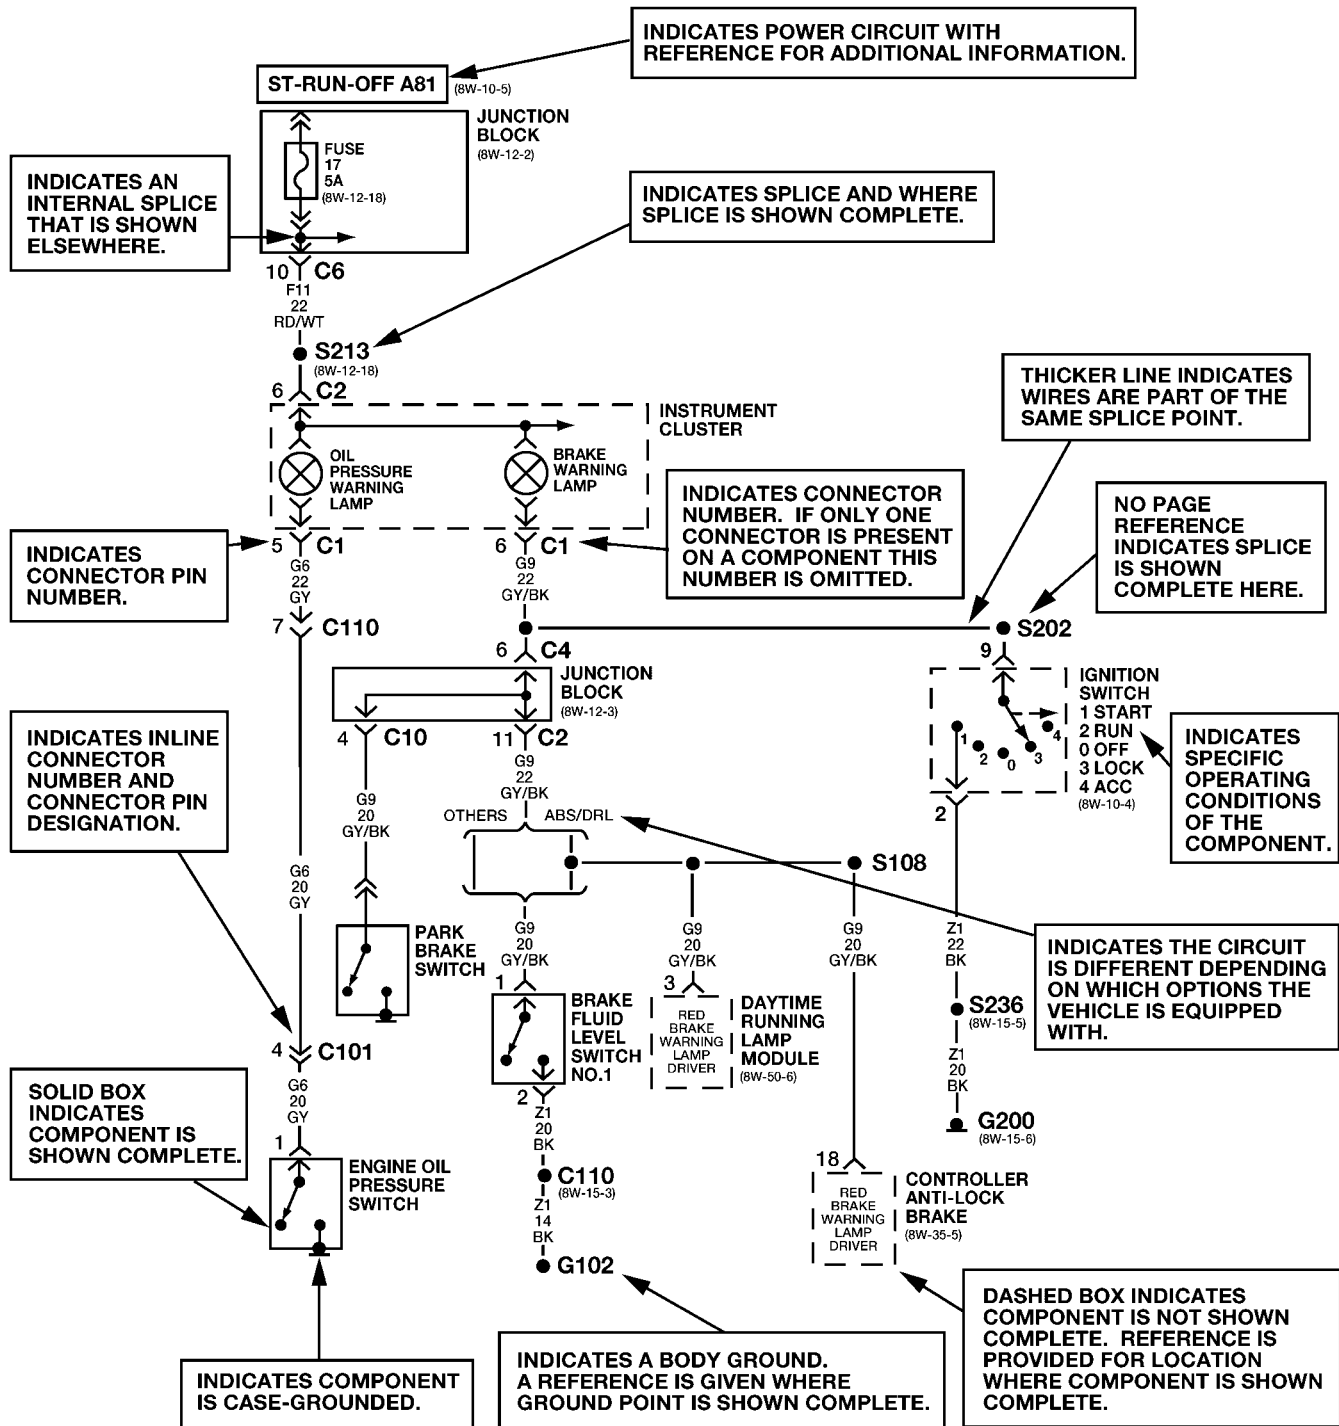 INDICATES POWER CIRCUIT WITH
REFERENCE FOR ADDITIONAL INFORMATION.
ST-RUN-OFF A81
(8W-10-5)
JUNCTION
BLOCK
(8W-12-2)
FUSE
17
5A
(8W-12-18)
INDICATES AN
INTERNAL SPLICE
THAT IS SHOWN
ELSEWHERE.
INDICATES SPLICE AND WHERE
SPLICE IS SHOWN COMPLETE.
10 C6
F11
22
RD/WT
S213
(8W-12-18)
6 C2
INSTRUMENT
CLUSTER
OIL
PRESSURE
WARNING
LAMP
BRAKE
WARNING
LAMP
THICKER LINE INDICATES
WIRES ARE PART OF THE
SAME SPLICE POINT.
INDICATES CONNECTOR
NUMBER. IF ONLY ONE
CONNECTOR IS PRESENT
ON A COMPONENT THIS
NUMBER IS OMITTED.
NO PAGE
REFERENCE
INDICATES SPLICE
IS SHOWN
COMPLETE HERE.
INDICATES
CONNECTOR PIN
NUMBER.
5 C1
G6
22
GY
7 C110
6 C1
G9
22
GY/BK
S202
9
6 C4
JUNCTION
BLOCK
(8W-12-3)
IGNITION
SWITCH
1 START
2 RUN
0 OFF
3 LOCK
4 ACC
(8W-10-4)
1
2
0
3
4
2
INDICATES
SPECIFIC
OPERATING
CONDITIONS
OF THE
COMPONENT.
INDICATES INLINE
CONNECTOR
NUMBER AND
CONNECTOR PIN
DESIGNATION.
4 C10
11 C2
G9
22
GY/BK
G9
20
GY/BK
OTHERS
ABS/DRL
S108
G6
20
GY
PARK
BRAKE
SWITCH
G9
20
GY/BK
G9
20
GY/BK
G9
20
GY/BK
Z1
22
BK
INDICATES THE CIRCUIT
IS DIFFERENT DEPENDING
ON WHICH OPTIONS THE
VEHICLE IS EQUIPPED
WITH.
1
BRAKE
FLUID
LEVEL
SWITCH
NO.1
3
RED
BRAKE
WARNING
LAMP
DRIVER
DAYTIME
RUNNING
LAMP
MODULE
(8W-50-6)
S236
(8W-15-5)
Z1
20
BK
G200
(8W-15-6)
4 C101
G6
20
GY
1
SOLID BOX
INDICATES
COMPONENT IS
SHOWN COMPLETE.
ENGINE OIL
PRESSURE
SWITCH
2
Z1
20
BK
C110
(8W-15-3)
Z1
14
BK
G102
18
RED
BRAKE
WARNING
LAMP
DRIVER
CONTROLLER
ANTI-LOCK
BRAKE
(8W-35-5)
DASHED BOX INDICATES
COMPONENT IS NOT SHOWN
COMPLETE. REFERENCE IS
PROVIDED FOR LOCATION
WHERE COMPONENT IS SHOWN
COMPLETE.
INDICATES COMPONENT
IS CASE-GROUNDED.
INDICATES A BODY GROUND.
A REFERENCE IS GIVEN WHERE
GROUND POINT IS SHOWN COMPLETE.